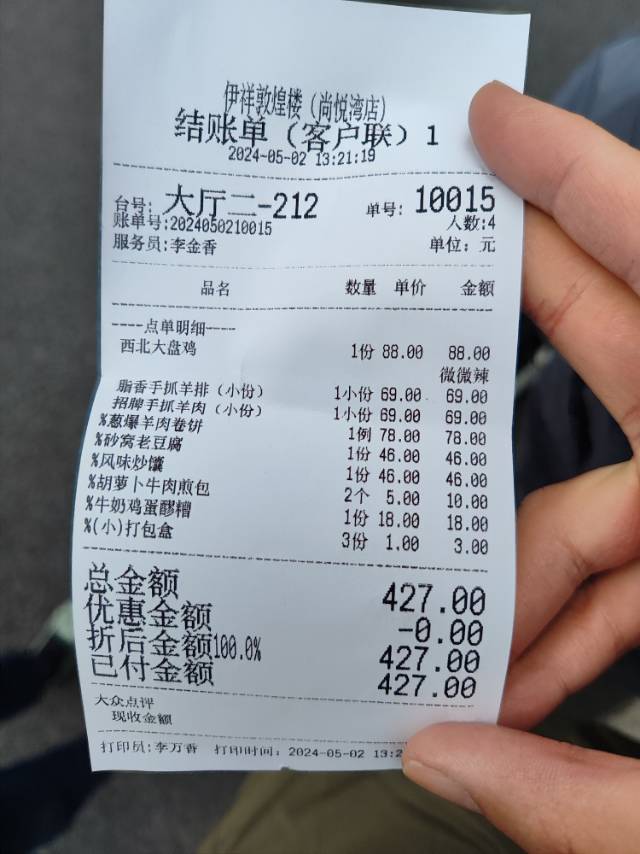 伊祥敦煌楼（尚悦湾店）
结账单（客户联）1
2024-05-02 13:21:19
台号: 大厅二-212 单号: 10015
账单号:2024050210015 人数:4
服务员:李金香 单位: 元
品名 数量 单价 金额
----点单明细----
西北大盘鸡 1份 88.00 88.00
微微辣
脂香手抓羊排（小份） 1小份 69.00 69.00
招牌手抓羊肉（小份） 1小份 69.00 69.00
%葱爆羊肉卷饼 1例 78.00 78.00
%砂窝老豆腐 1份 46.00 46.00
%风味炒馕 1份 46.00 46.00
%胡萝卜牛肉煎包 2个 5.00 10.00
%牛奶鸡蛋醪糟 1份 18.00 18.00
%(小)打包盒 3份 1.00 3.00
总金额 427.00
优惠金额 -0.00
折后金额100.0% 427.00
已付金额 427.00
大众点评
现收金额
打印员:李万香 打印时间: 2024-05-02 13:2